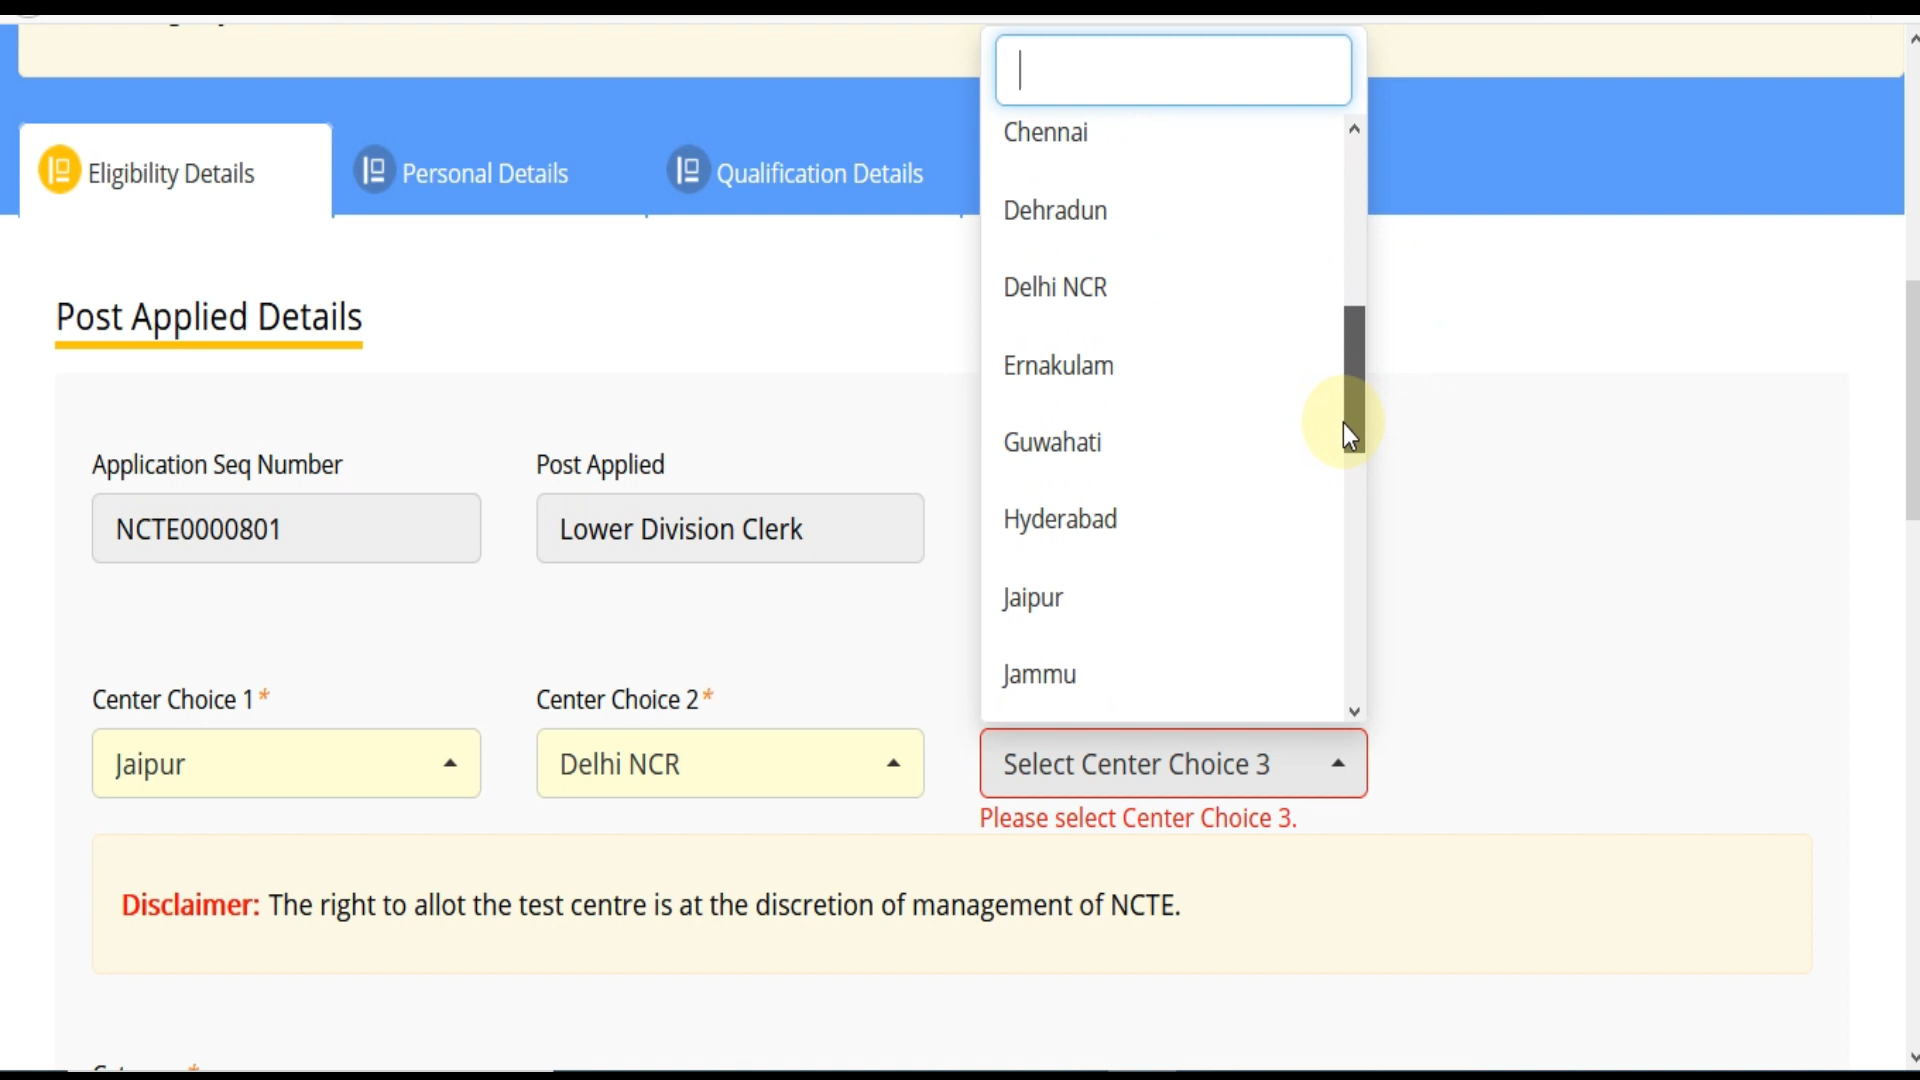 Eligibility Details
Personal Details
Qualification Details
Chennai
Dehradun
Delhi NCR
Ernakulam
Guwahati
Hyderabad
Jaipur
Jammu
Post Applied Details
Application Seq Number
Post Applied
NCTE0000801
Lower Division Clerk
Center Choice 1*
Center Choice 2*
Jaipur
Delhi NCR
Select Center Choice 3
Please select Center Choice 3.
Disclaimer: The right to allot the test centre is at the discretion of management of NCTE.